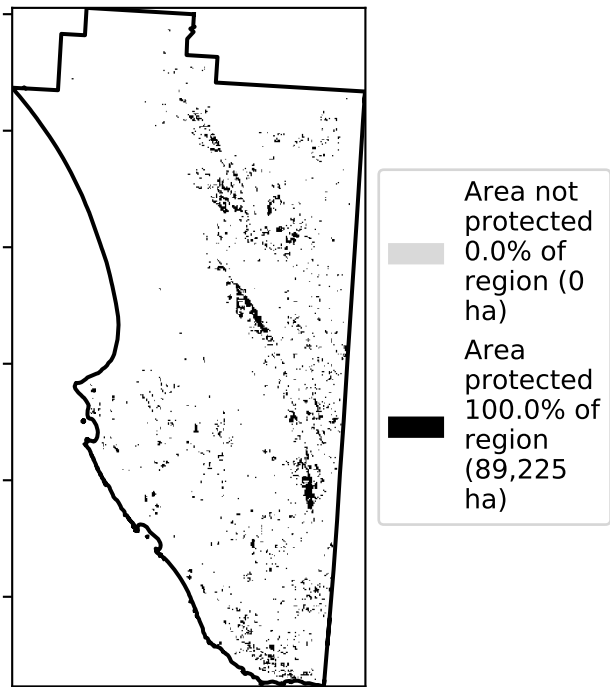 Area not
protected
0.0% of
region (0
ha)
Area
protected
100.0% of
region
(89,225
ha)